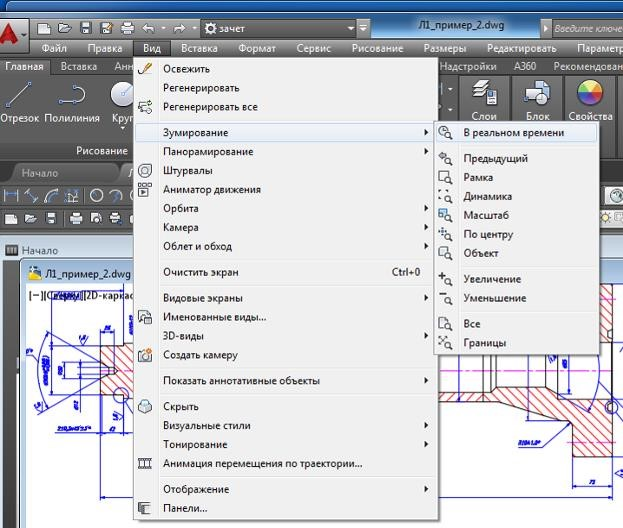 зачет
Л1_пример_2.dwg
Введите ключе
Файл Правка Вид Вставка Формат Сервис Рисование Размеры Редактировать Параметр
Главная Вставка Анн Настройки A360 Рекомендован
Отрезок Полилиния Круг Слои Блок Свойства
Рисование
Освежить
Регенерировать
Регенерировать все
Зумирование
Панорамирование
Штурвалы
Аниматор движения
Орбита
Камера
Облет и обход
Очистить экран Ctrl+0
Видовые экраны
Именованные виды...
3D-виды
Создать камеру
Показать аннотативные объекты
Скрыть
Визуальные стили
Тонирование
Анимация перемещения по траектории...
Отображение
Панели...
В реальном времени
Предыдущий
Рамка
Динамика
Масштаб
По центру
Объект
Увеличение
Уменьшение
Все
Границы
Начало
Начало
Л1_пример_2.dwg
[−][Сверху][2D-каркас